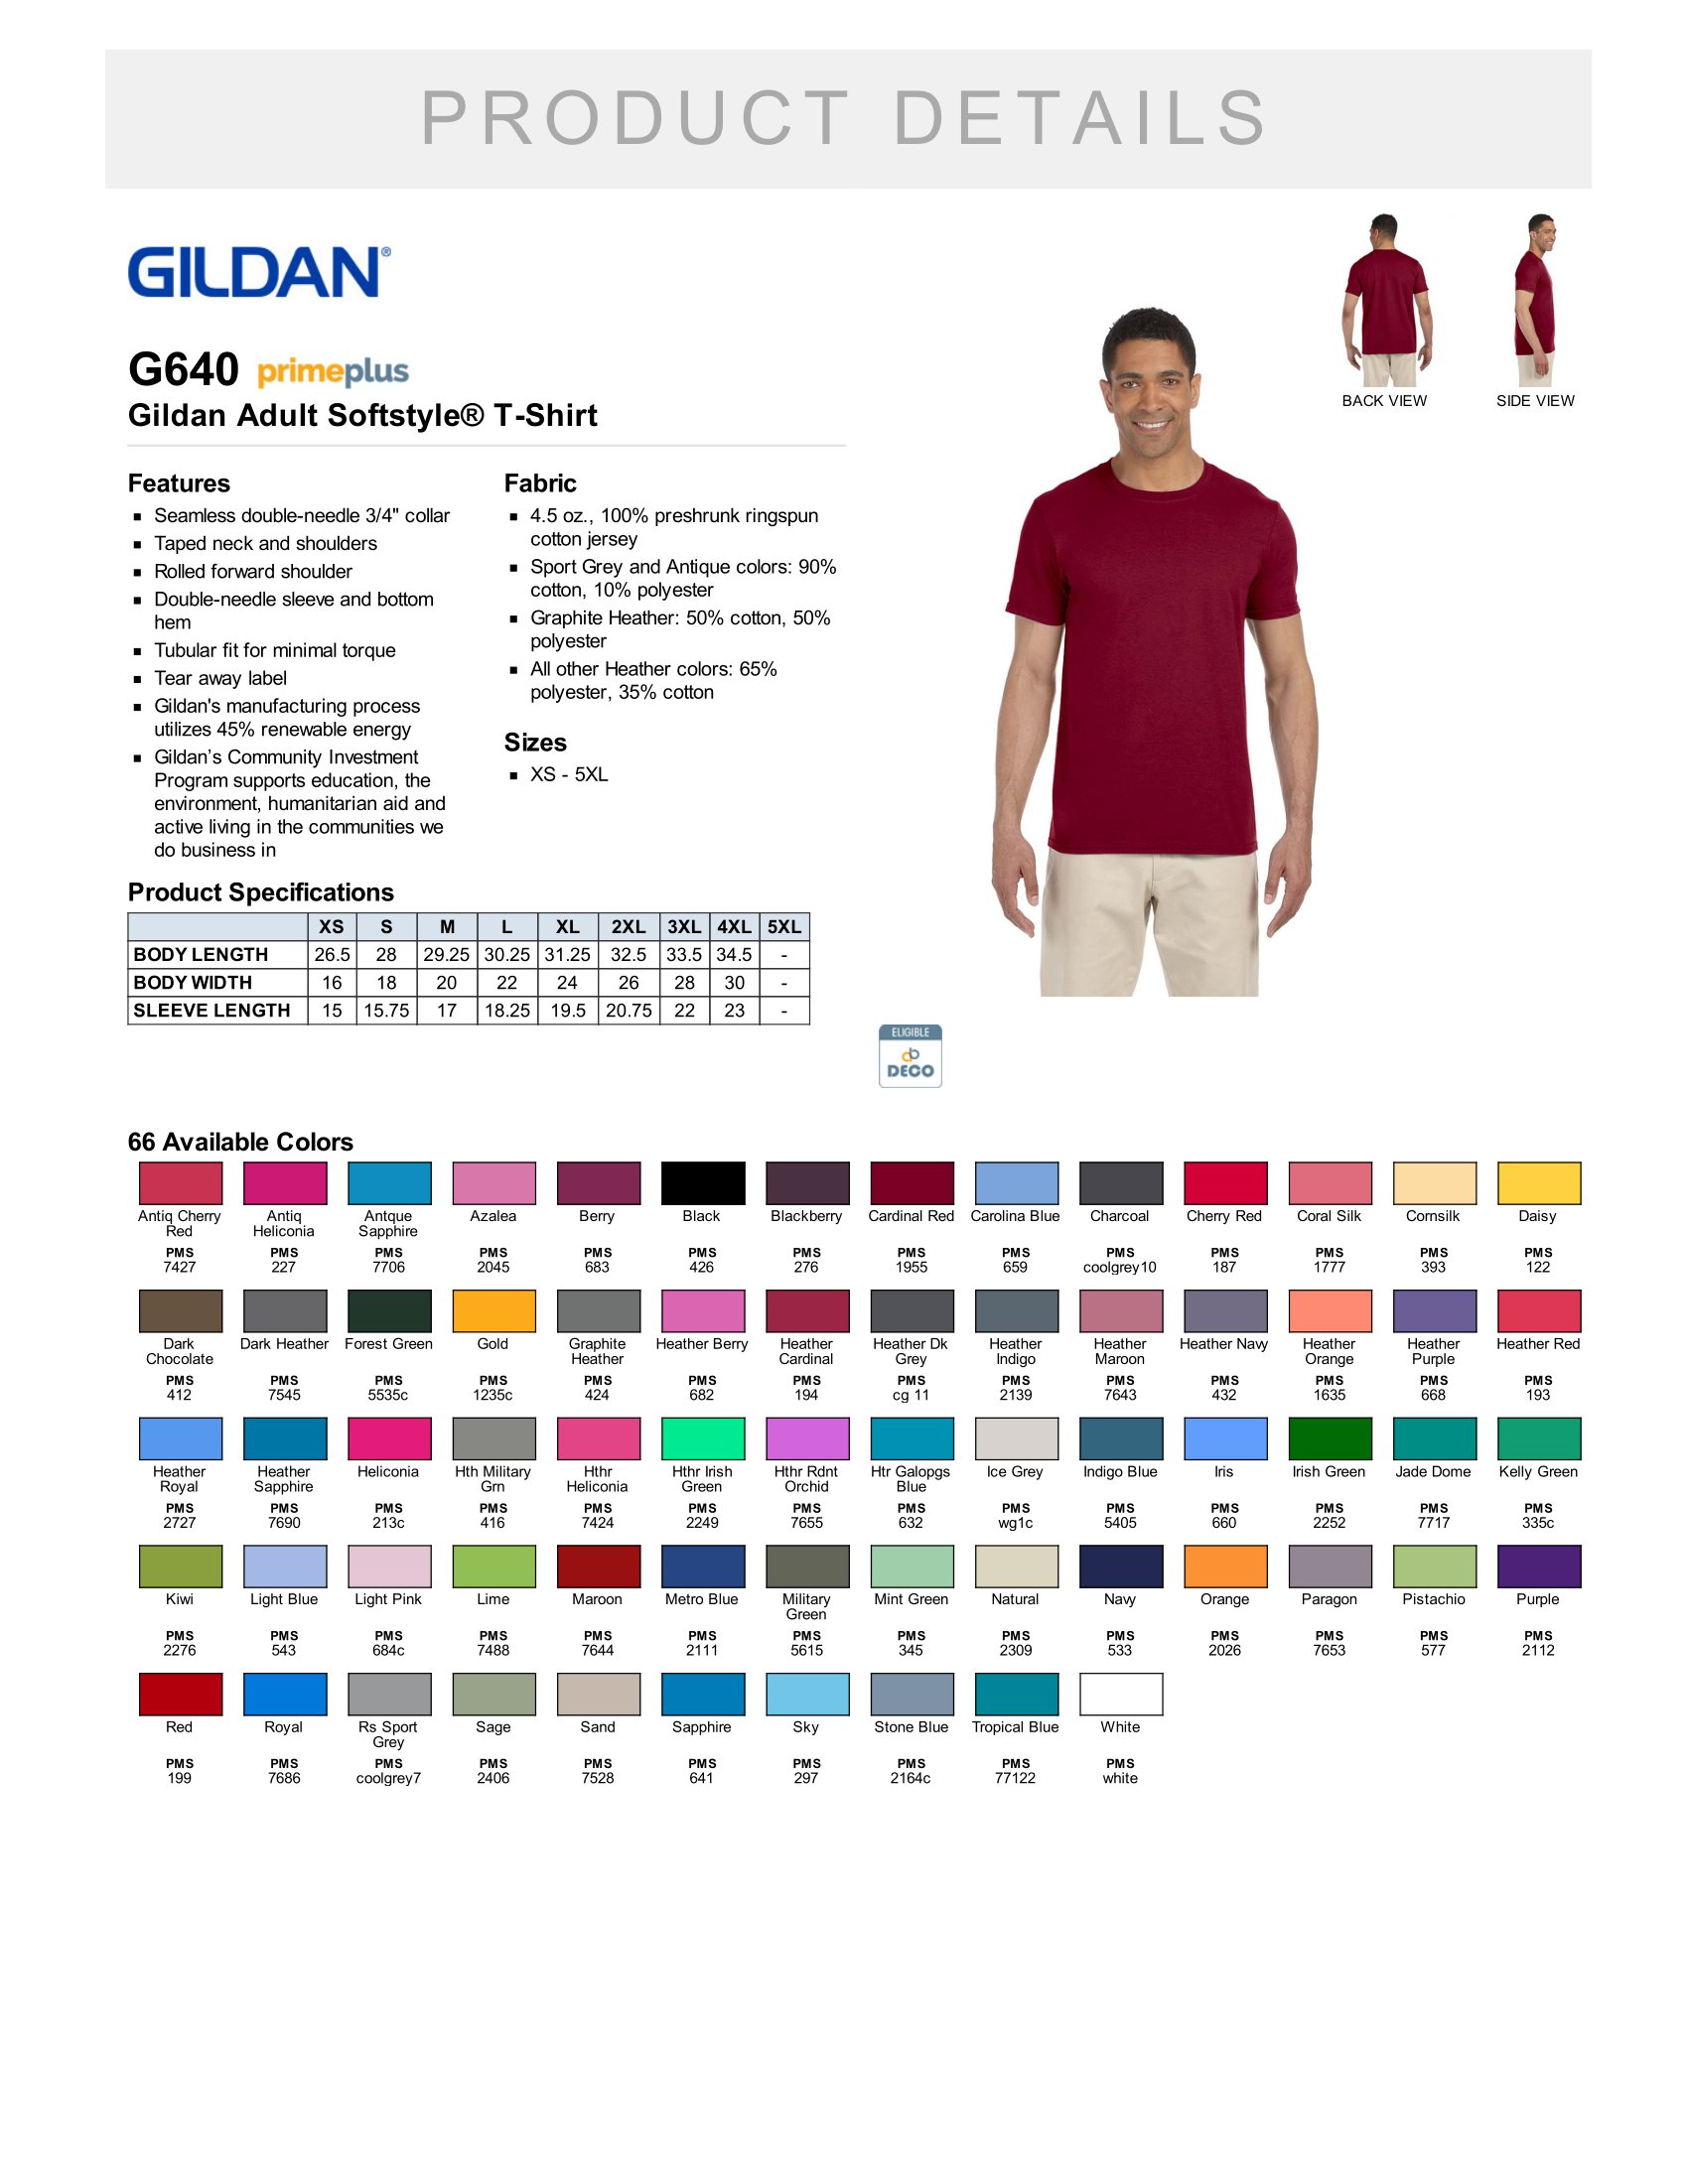 PRODUCT DETAILS
GILDAN®
G640 primeplus
Gildan Adult Softstyle® T-Shirt
BACK VIEW
SIDE VIEW
Features
Seamless double-needle 3/4" collar
Taped neck and shoulders
Rolled forward shoulder
Double-needle sleeve and bottom
hem
Tubular fit for minimal torque
Tear away label
Gildan's manufacturing process
utilizes 45% renewable energy
Gildan’s Community Investment
Program supports education, the
environment, humanitarian aid and
active living in the communities we
do business in
Fabric
4.5 oz., 100% preshrunk ringspun
cotton jersey
Sport Grey and Antique colors: 90%
cotton, 10% polyester
Graphite Heather: 50% cotton, 50%
polyester
All other Heather colors: 65%
polyester, 35% cotton
Sizes
XS - 5XL
Product Specifications
XS S M L XL 2XL 3XL 4XL 5XL
BODY LENGTH 26.5 28 29.25 30.25 31.25 32.5 33.5 34.5 -
BODY WIDTH 16 18 20 22 24 26 28 30 -
SLEEVE LENGTH 15 15.75 17 18.25 19.5 20.75 22 23 -
ELIGIBLE
ab
DECO
66 Available Colors
Antiq Cherry Antiq Antque Azalea Berry Black Blackberry Cardinal Red Carolina Blue Charcoal Cherry Red Coral Silk Cornsilk Daisy
Red Heliconia Sapphire
PMS PMS PMS PMS PMS PMS PMS PMS PMS PMS PMS PMS PMS PMS
7427 227 7706 2045 683 426 276 1955 659 coolgrey10 187 1777 393 122
Dark Dark Heather Forest Green Gold Graphite Heather Berry Heather Heather Dk Heather Heather Heather Navy Heather Heather Heather Red
Chocolate Heather Cardinal Grey Indigo Maroon Orange Purple
PMS PMS PMS PMS PMS PMS PMS PMS PMS PMS PMS PMS PMS PMS
412 7545 5535c 1235c 424 682 194 cg 11 2139 7643 432 1635 668 193
Heather Heather Heliconia Hth Military Hthr Hthr Irish Hthr Rdnt Htr Galopgs Ice Grey Indigo Blue Iris Irish Green Jade Dome Kelly Green
Royal Sapphire Grn Heliconia Green Orchid Blue
PMS PMS PMS PMS PMS PMS PMS PMS PMS PMS PMS PMS PMS PMS
2727 7690 213c 416 7424 2249 7655 632 wg1c 5405 660 2252 7717 335c
Kiwi Light Blue Light Pink Lime Maroon Metro Blue Military Mint Green Natural Navy Orange Paragon Pistachio Purple
Green
PMS PMS PMS PMS PMS PMS PMS PMS PMS PMS PMS PMS PMS PMS
2276 543 684c 7488 7644 2111 5615 345 2309 533 2026 7653 577 2112
Red Royal Rs Sport Sage Sand Sapphire Sky Stone Blue Tropical Blue White
Grey
PMS PMS PMS PMS PMS PMS PMS PMS PMS PMS
199 7686 coolgrey7 2406 7528 641 297 2164c 77122 white